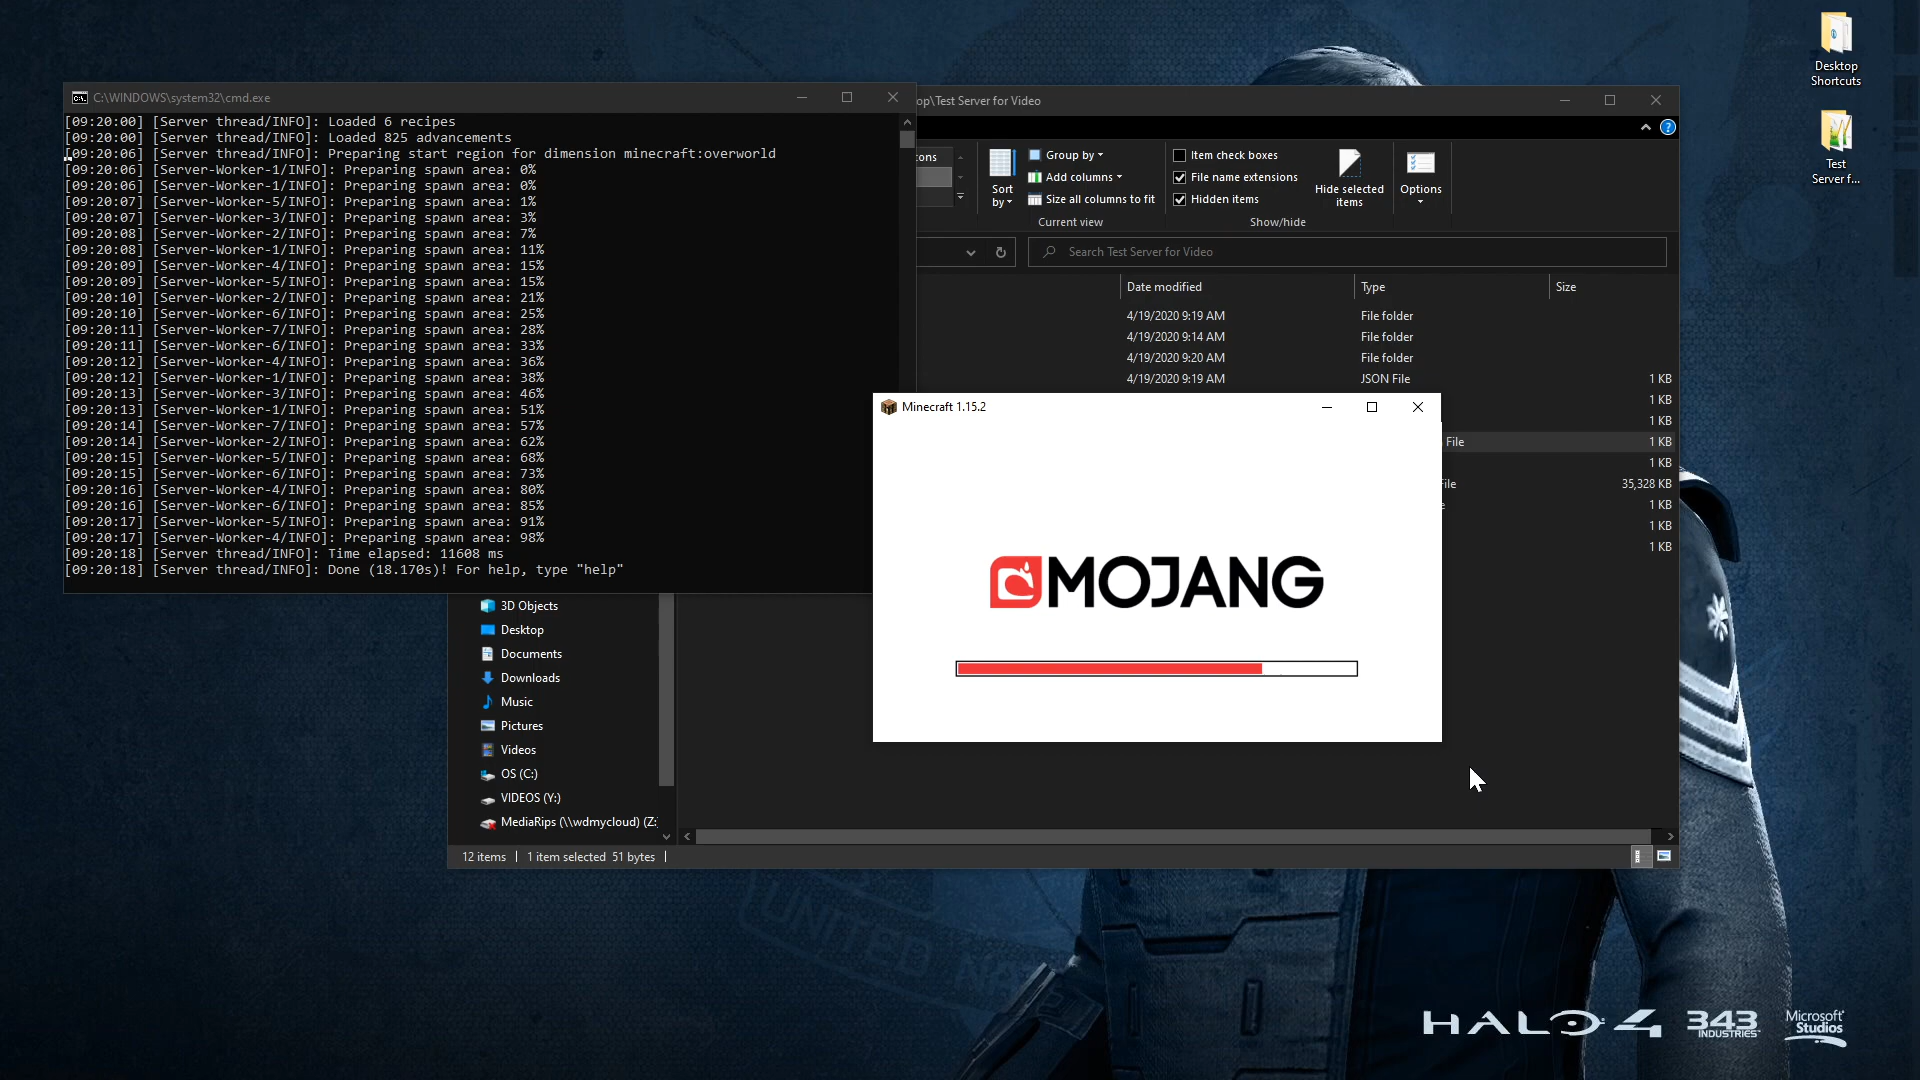 Desktop
Shortcuts
Test
Server f...
C:\WINDOWS\system32\cmd.exe
[09:20:00] [Server thread/INFO]: Loaded 6 recipes
[09:20:00] [Server thread/INFO]: Loaded 825 advancements
[09:20:06] [Server thread/INFO]: Preparing start region for dimension minecraft:overworld
[09:20:06] [Server-Worker-1/INFO]: Preparing spawn area: 0%
[09:20:06] [Server-Worker-1/INFO]: Preparing spawn area: 0%
[09:20:07] [Server-Worker-5/INFO]: Preparing spawn area: 1%
[09:20:07] [Server-Worker-3/INFO]: Preparing spawn area: 3%
[09:20:08] [Server-Worker-2/INFO]: Preparing spawn area: 7%
[09:20:08] [Server-Worker-1/INFO]: Preparing spawn area: 11%
[09:20:09] [Server-Worker-4/INFO]: Preparing spawn area: 15%
[09:20:09] [Server-Worker-5/INFO]: Preparing spawn area: 15%
[09:20:10] [Server-Worker-2/INFO]: Preparing spawn area: 21%
[09:20:10] [Server-Worker-6/INFO]: Preparing spawn area: 25%
[09:20:11] [Server-Worker-7/INFO]: Preparing spawn area: 28%
[09:20:11] [Server-Worker-6/INFO]: Preparing spawn area: 33%
[09:20:12] [Server-Worker-4/INFO]: Preparing spawn area: 36%
[09:20:12] [Server-Worker-1/INFO]: Preparing spawn area: 38%
[09:20:13] [Server-Worker-3/INFO]: Preparing spawn area: 46%
[09:20:13] [Server-Worker-1/INFO]: Preparing spawn area: 51%
[09:20:14] [Server-Worker-7/INFO]: Preparing spawn area: 57%
[09:20:14] [Server-Worker-2/INFO]: Preparing spawn area: 62%
[09:20:15] [Server-Worker-5/INFO]: Preparing spawn area: 68%
[09:20:15] [Server-Worker-6/INFO]: Preparing spawn area: 73%
[09:20:16] [Server-Worker-4/INFO]: Preparing spawn area: 80%
[09:20:16] [Server-Worker-6/INFO]: Preparing spawn area: 85%
[09:20:17] [Server-Worker-5/INFO]: Preparing spawn area: 91%
[09:20:17] [Server-Worker-4/INFO]: Preparing spawn area: 98%
[09:20:18] [Server thread/INFO]: Time elapsed: 11608 ms
[09:20:18] [Server thread/INFO]: Done (18.170s)! For help, type "help"
op\Test Server for Video
cons
Sort
by
Group by
Add columns
Size all columns to fit
Current view
Item check boxes
File name extensions
Hidden items
Hide selected
items
Show/hide
Options
Search Test Server for Video
Date modified Type Size
4/19/2020 9:19 AM File folder
4/19/2020 9:14 AM File folder
4/19/2020 9:20 AM File folder
4/19/2020 9:19 AM JSON File 1 KB
1 KB
1 KB
File 1 KB
1 KB
File 35,328 KB
e 1 KB
1 KB
1 KB
Minecraft 1.15.2
MOJANG
3D Objects
Desktop
Documents
Downloads
Music
Pictures
Videos
OS (C:)
VIDEOS (Y:)
MediaRips (\\wdmycloud) (Z:
12 items 1 item selected 51 bytes
UNITED NA
HALO 4
343
INDUSTRIES
Microsoft
Studios